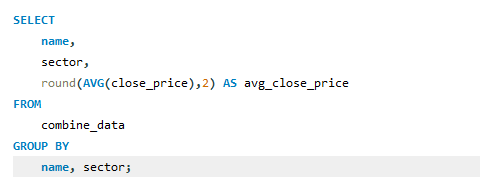 SELECT
name,
sector,
round(AVG(close_price),2) AS avg_close_price
FROM
combine_data
GROUP BY
name, sector;